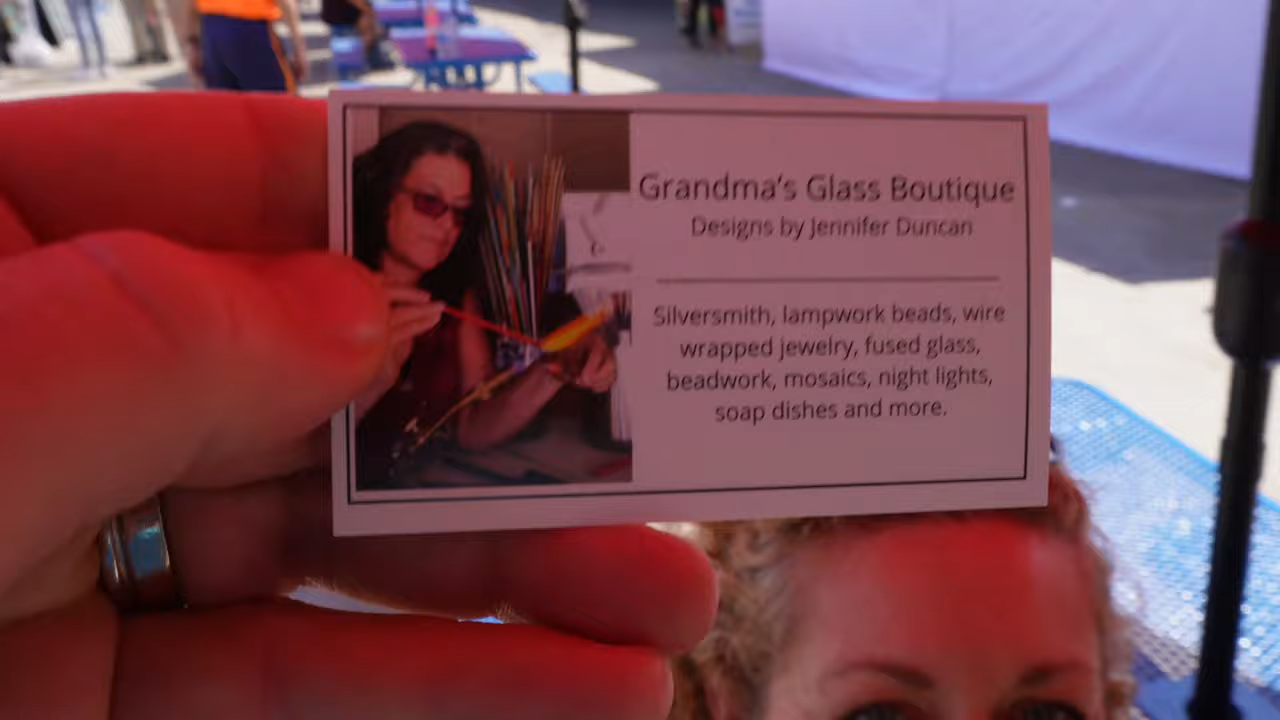 Grandma's Glass Boutique
Designs by Jennifer Duncan
Silversmith, lampwork beads, wire
wrapped jewelry, fused glass,
beadwork, mosaics, night lights,
soap dishes and more.